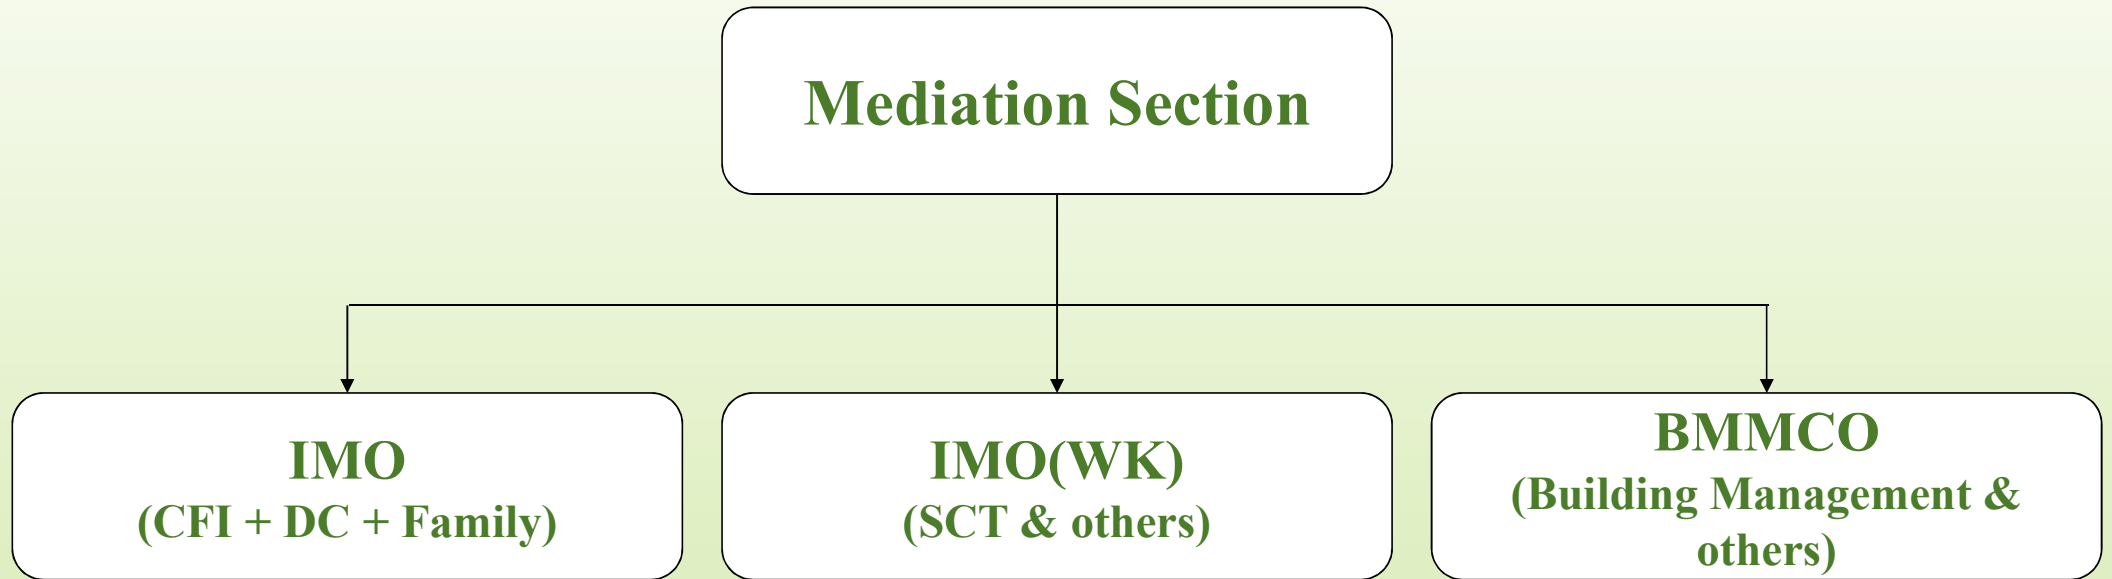 Mediation Section
IMO
(CFI + DC + Family)
IMO(WK)
(SCT & others)
BMMCO
(Building Management &
others)